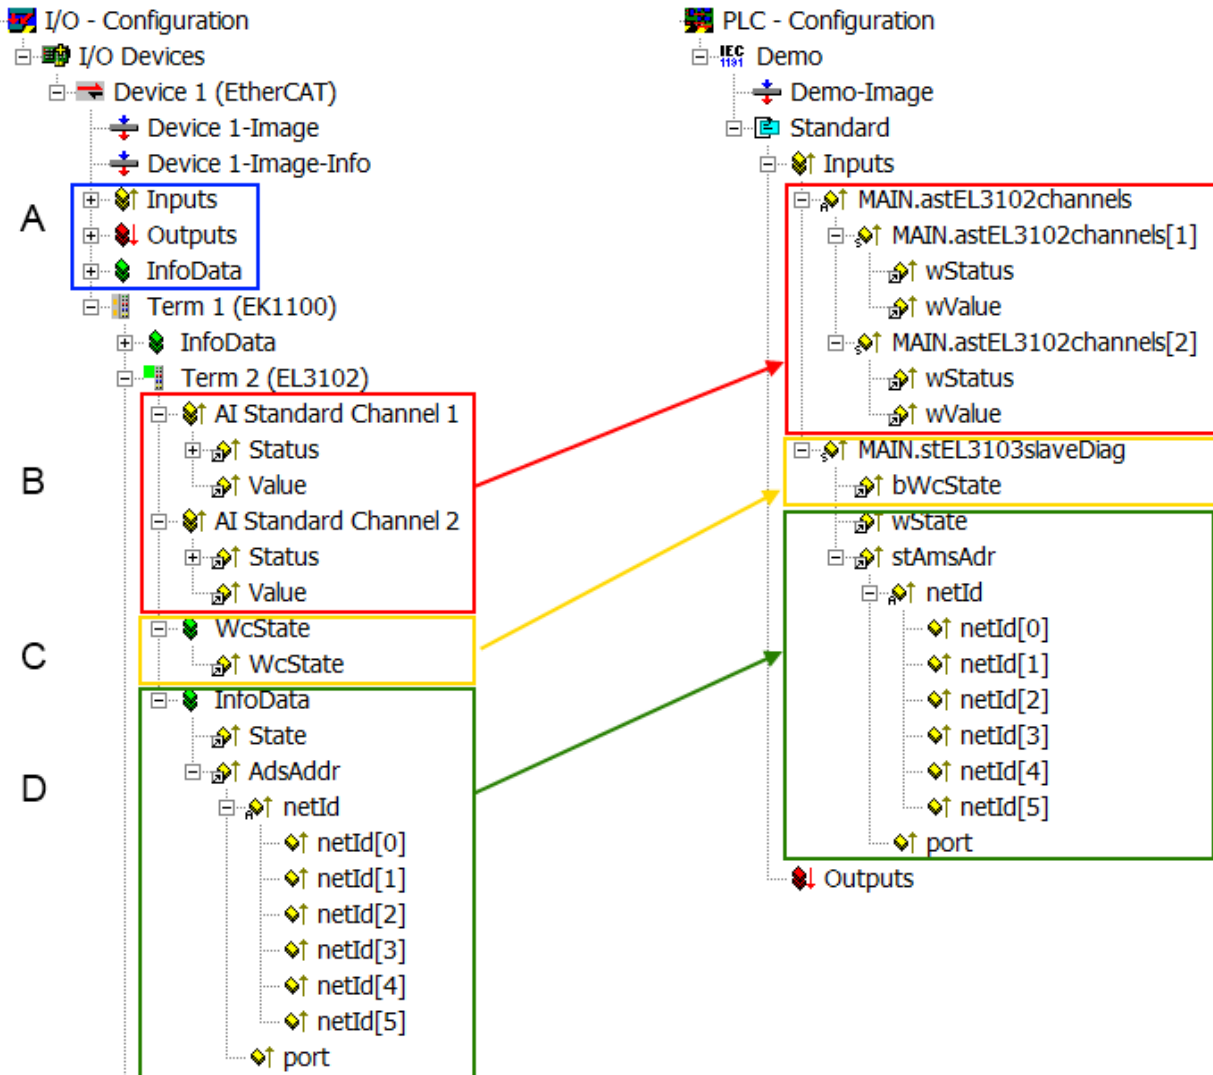 I/O - Configuration
I/O Devices
Device 1 (EtherCAT)
Device 1-Image
Device 1-Image-Info
A
Inputs
Outputs
InfoData
Term 1 (EK1100)
InfoData
Term 2 (EL3102)
B
AI Standard Channel 1
Status
Value
AI Standard Channel 2
Status
Value
C
WcState
WcState
D
InfoData
State
AdsAddr
netId
netId[0]
netId[1]
netId[2]
netId[3]
netId[4]
netId[5]
port
PLC - Configuration
IEC
1131
Demo
Demo-Image
Standard
Inputs
MAIN.astEL3102channels
MAIN.astEL3102channels[1]
wStatus
wValue
MAIN.astEL3102channels[2]
wStatus
wValue
MAIN.stEL3103slaveDiag
bWcState
wState
stAmsAdr
netId
netId[0]
netId[1]
netId[2]
netId[3]
netId[4]
netId[5]
port
Outputs